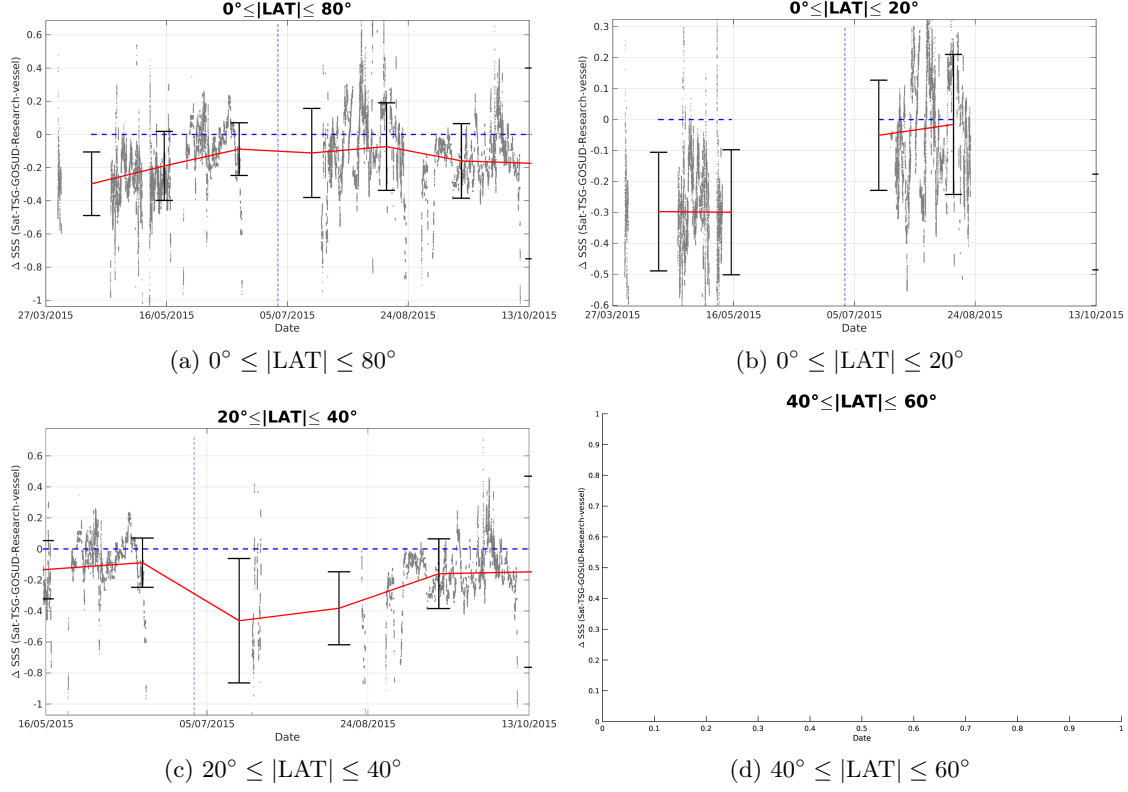 0°≤|LAT|≤ 80°
0.6
0.4
0.2
0
-0.2
-0.4
-0.6
-0.8
-1
Δ SSS (Sat-TSG-GOSUD-Research-vessel)
27/03/2015 16/05/2015 05/07/2015 24/08/2015 13/10/2015
Date
(a) 0° ≤ |LAT| ≤ 80°
0°≤|LAT|≤ 20°
0.3
0.2
0.1
0
-0.1
-0.2
-0.3
-0.4
-0.5
-0.6
Δ SSS (Sat-TSG-GOSUD-Research-vessel)
27/03/2015 16/05/2015 05/07/2015 24/08/2015 13/10/2015
Date
(b) 0° ≤ |LAT| ≤ 20°
20°≤|LAT|≤ 40°
0.6
0.4
0.2
0
-0.2
-0.4
-0.6
-0.8
-1
Δ SSS (Sat-TSG-GOSUD-Research-vessel)
16/05/2015 05/07/2015 24/08/2015 13/10/2015
Date
(c) 20° ≤ |LAT| ≤ 40°
40°≤|LAT|≤ 60°
1
0.9
0.8
0.7
0.6
0.5
0.4
0.3
0.2
0.1
0
Δ SSS (Sat-TSG-GOSUD-Research-vessel)
0 0.1 0.2 0.3 0.4 0.5 0.6 0.7 0.8 0.9 1
Date
(d) 40° ≤ |LAT| ≤ 60°